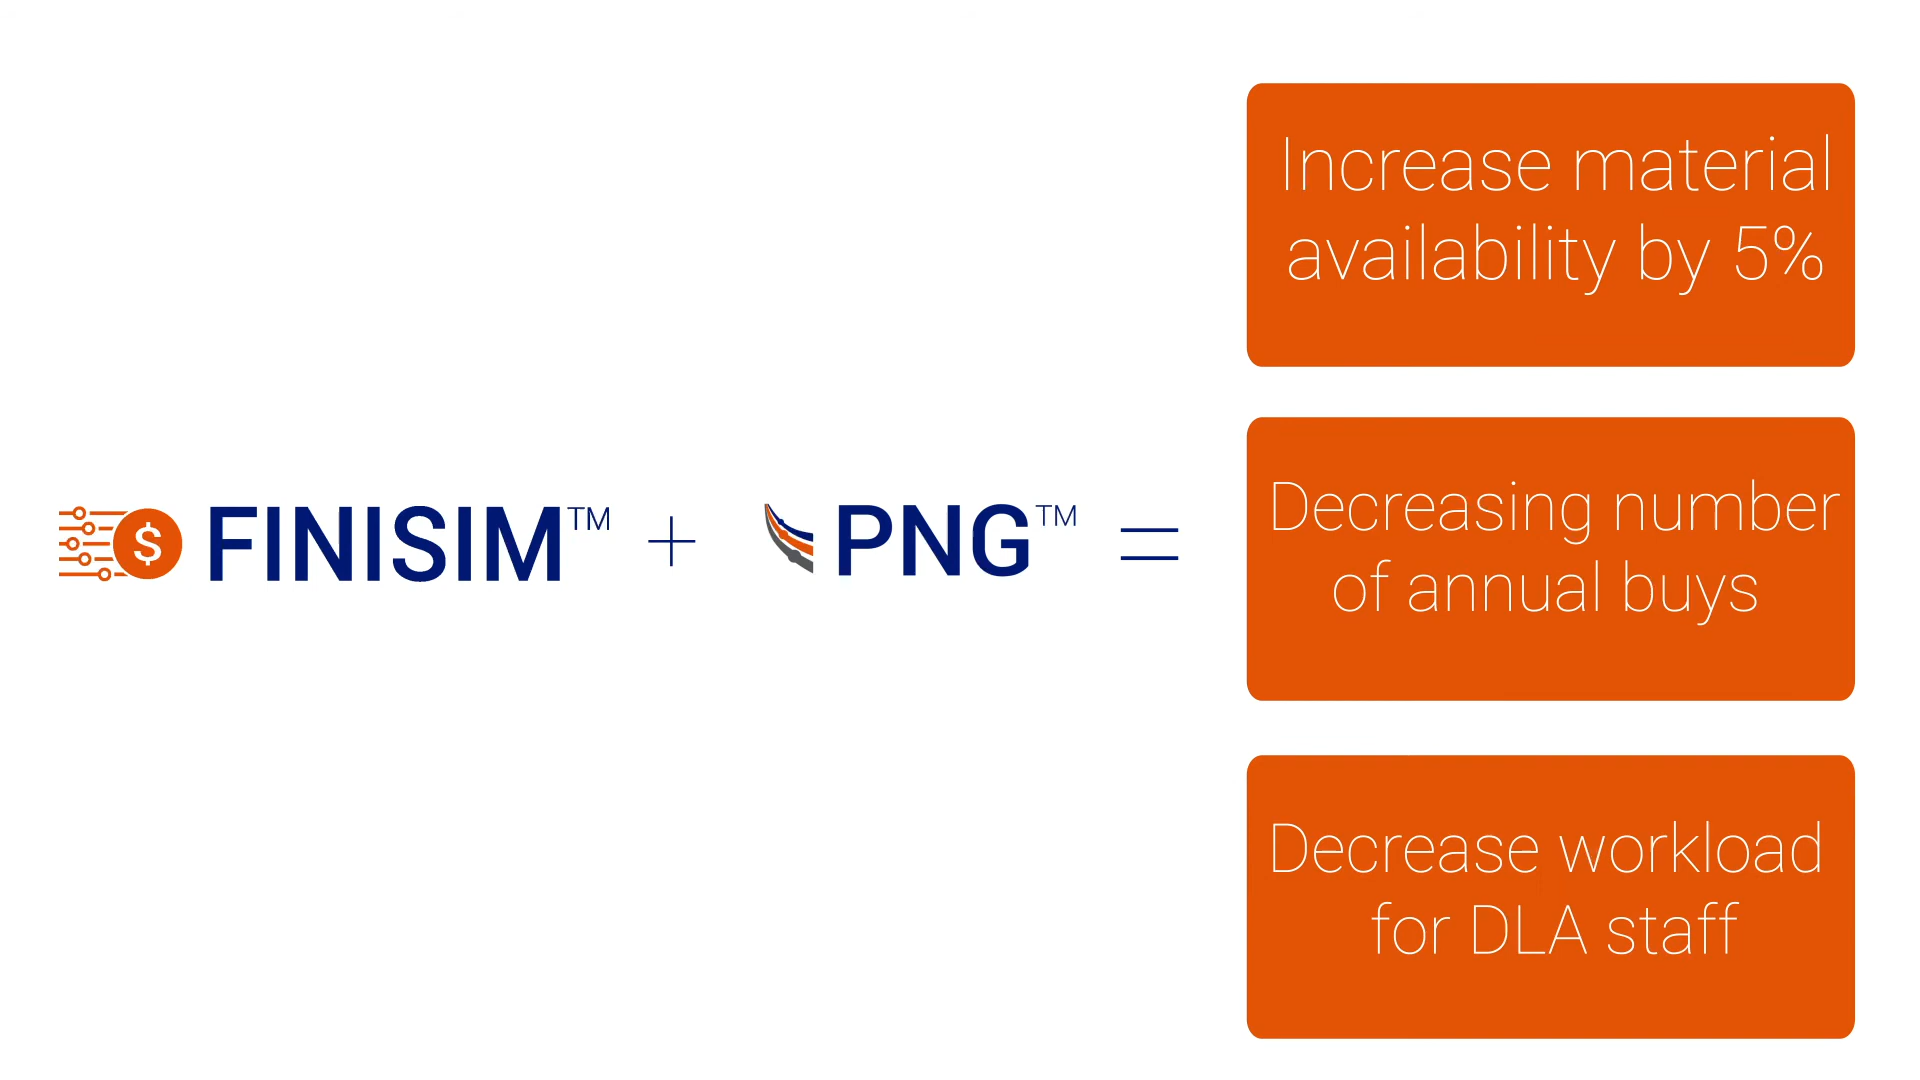 $ FINISIM™ + PNG™ =
Increase material
availability by 5%
Decreasing number
of annual buys
Decrease workload
for DLA staff